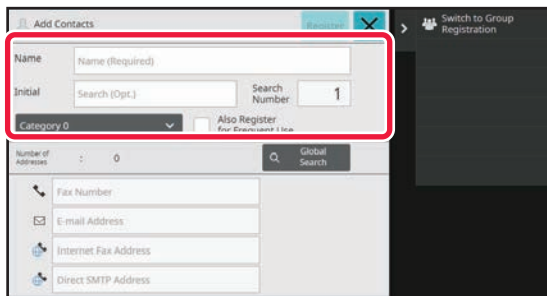 Add Contacts
Register
Switch to Group
Registration
Name
Name (Required)
Initial
Search (Opt.)
Search
Number
1
Category 0
Also Register
for Frequent Use
Number of
Addresses
:
0
Global
Search
Fax Number
E-mail Address
Internet Fax Address
Direct SMTP Address